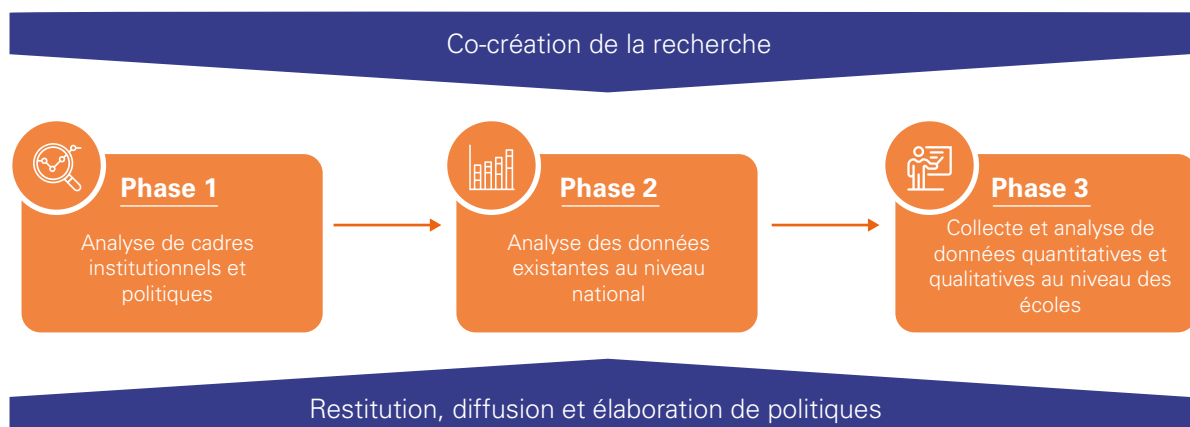 Co-création de la recherche
Phase 1
Analyse de cadres
institutionnels et
politiques
Phase 2
Analyse des données
existantes au niveau
national
Phase 3
Collecte et analyse de
données quantitatives et
qualitatives au niveau des
écoles
Restitution, diffusion et élaboration de politiques